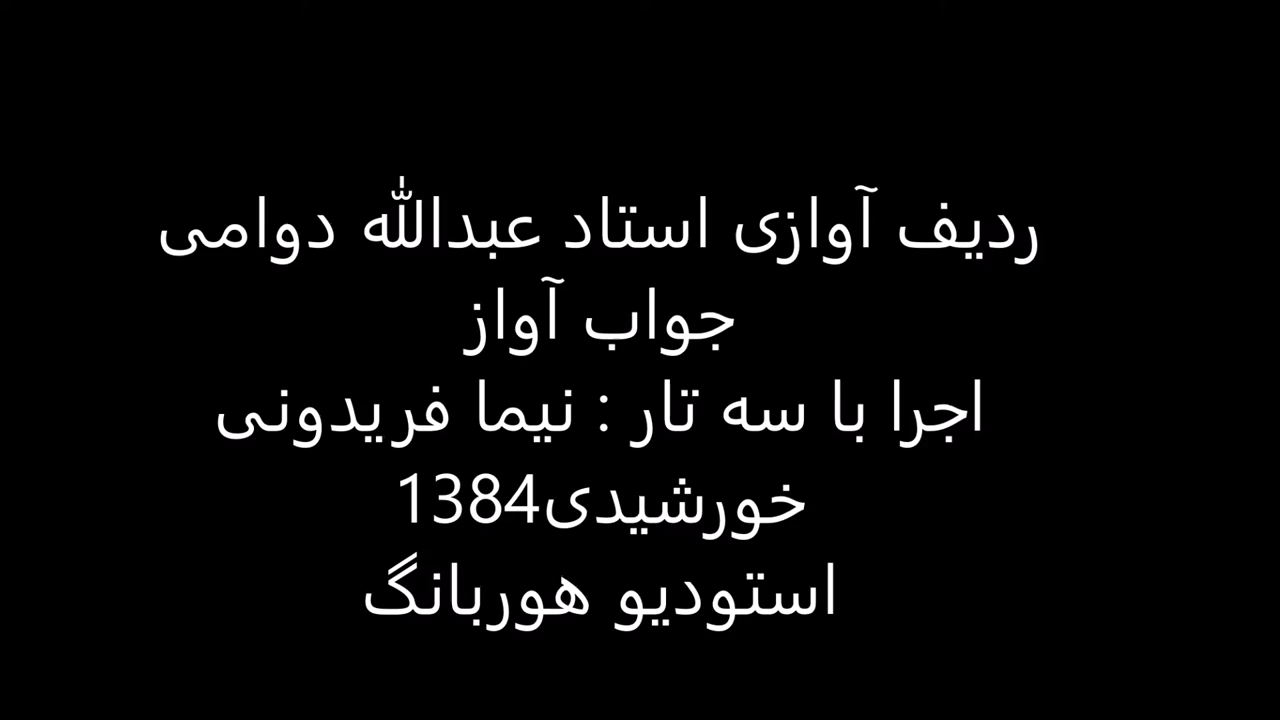 ردیف آوازی استاد عبدالله دوامی
جواب آواز
اجرا با سه تار : نیما فریدونی
خورشیدی1384
استودیو هوربانگ